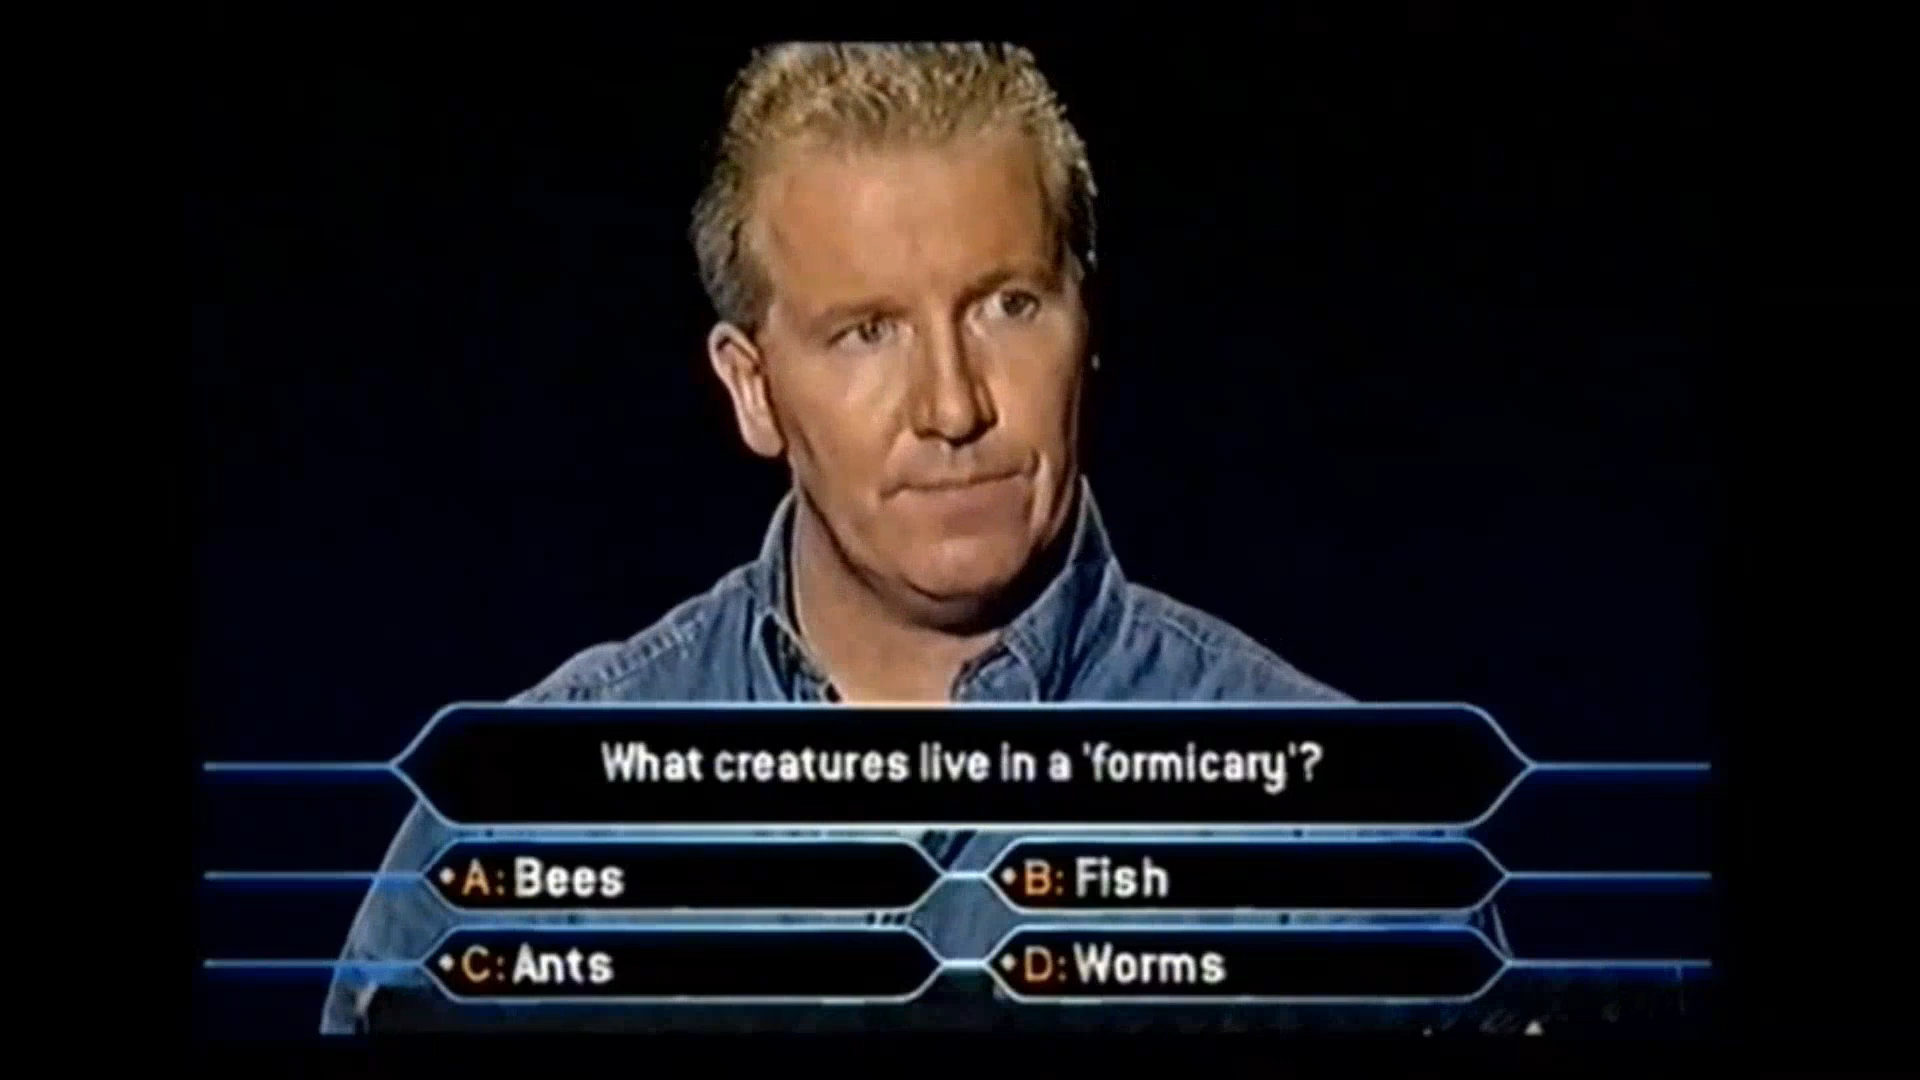 What creatures live in a 'formicary'?
A: Bees
B: Fish
C: Ants
D: Worms